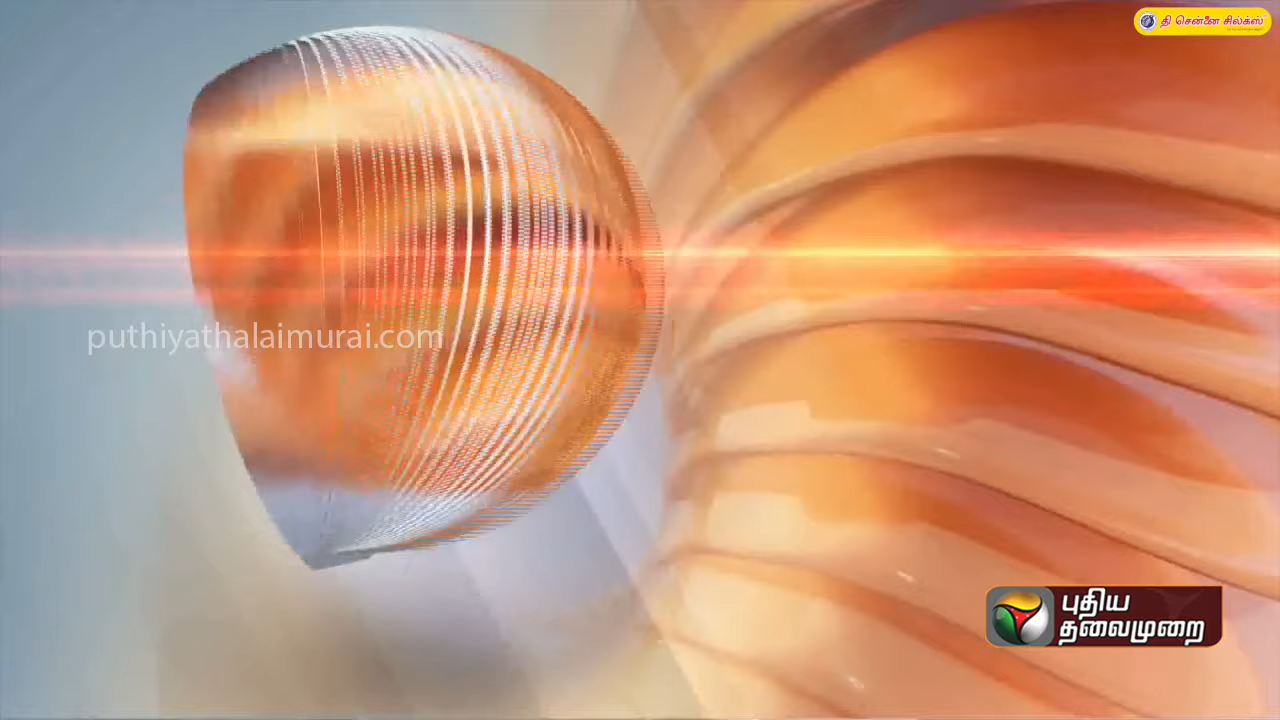 தி சென்னை சில்க்ஸ்
puthiyathalaimurai.com
புதிய
தலைமுறை